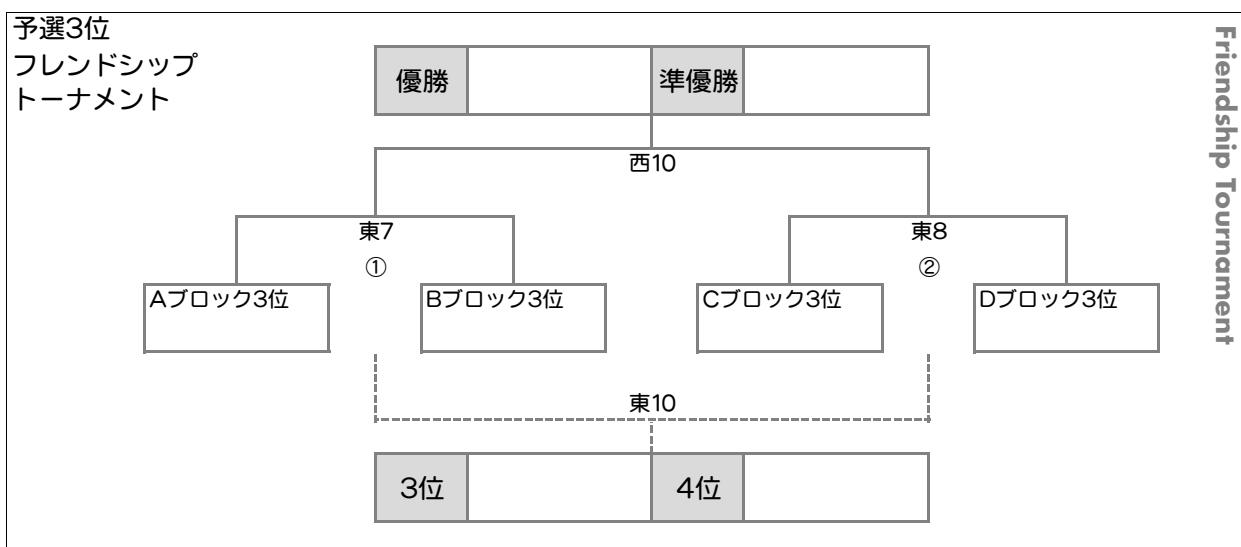 予選3位
フレンドシップ
トーナメント
優勝
準優勝
西10
東7
東8
①
②
Aブロック3位
Bブロック3位
Cブロック3位
Dブロック3位
東10
3位
4位
Friendship Tournament